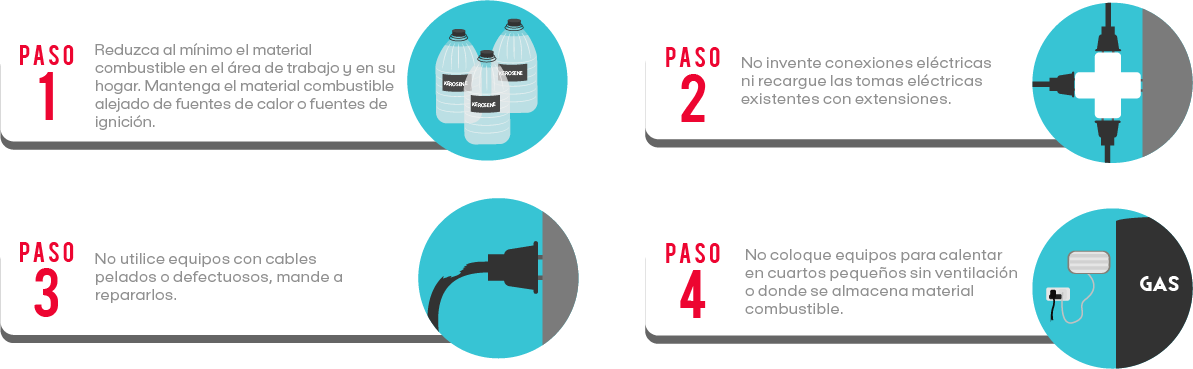 PASO
1
Reduzca al mínimo el material
combustible en el área de trabajo y en su
hogar. Mantenga el material combustible
alejado de fuentes de calor o fuentes de
ignición.
KEROSENE
KEROSENE
KEROSENE
PASO
2
No invente conexiones eléctricas
ni recargue las tomas eléctricas
existentes con extensiones.
PASO
3
No utilice equipos con cables
pelados o defectuosos, mande a
repararlos.
PASO
4
No coloque equipos para calentar
en cuartos pequeños sin ventilación
o donde se almacena material
combustible.
GAS